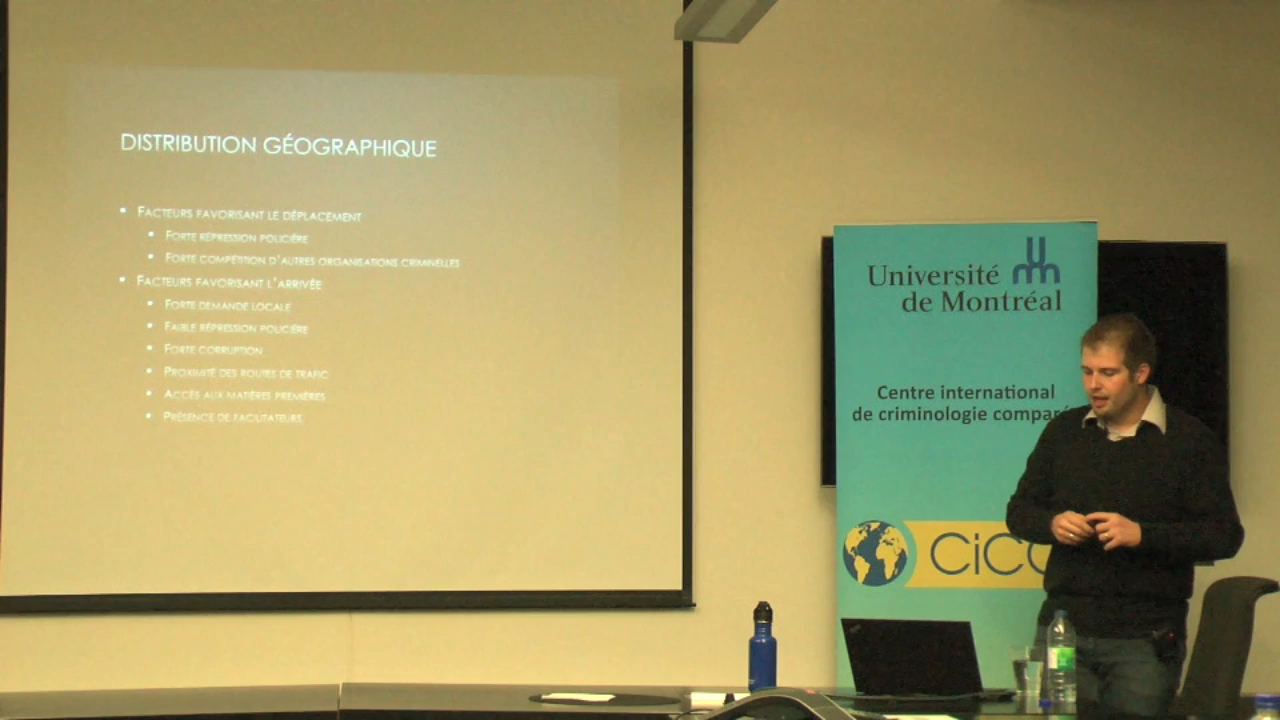 DISTRIBUTION GÉOGRAPHIQUE
• FACTEURS FAVORISANT LE DÉPLACEMENT
• FORTE RÉPRESSION POLICIÈRE
• FORTE COMPÉTITION D'AUTRES ORGANISATIONS CRIMINELLES
• FACTEURS FAVORISANT L'ARRIVÉE
• FORTE DEMANDE LOCALE
• FAIBLE RÉPRESSION POLICIÈRE
• FORTE CORRUPTION
• PROXIMITÉ DES ROUTES DE TRAFIC
• ACCÈS AUX MATIÈRES PREMIÈRES
• PRÉSENCE DE FACILITATEURS
Université
de Montréal
Centre international
de criminologie comparé
CiCC